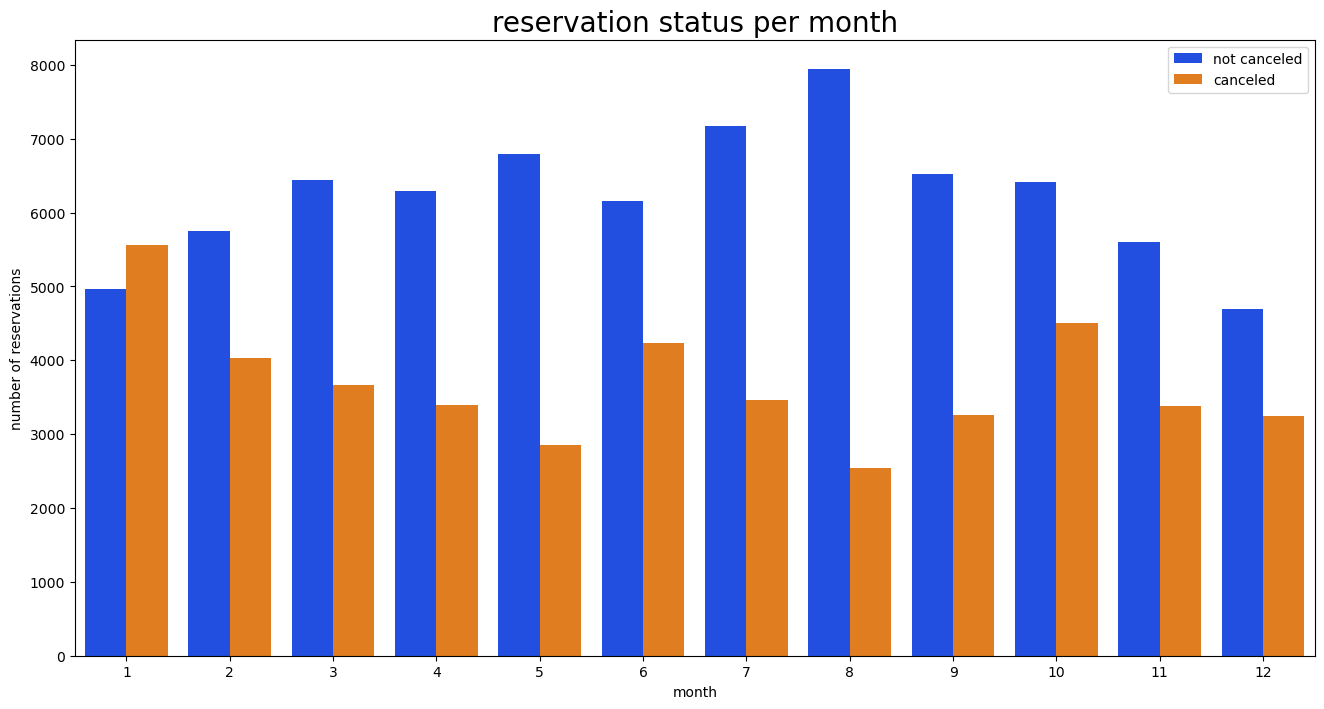 reservation status per month
not canceled
canceled
number of reservations
8000
7000
6000
5000
4000
3000
2000
1000
0
1 2 3 4 5 6 7 8 9 10 11 12
month